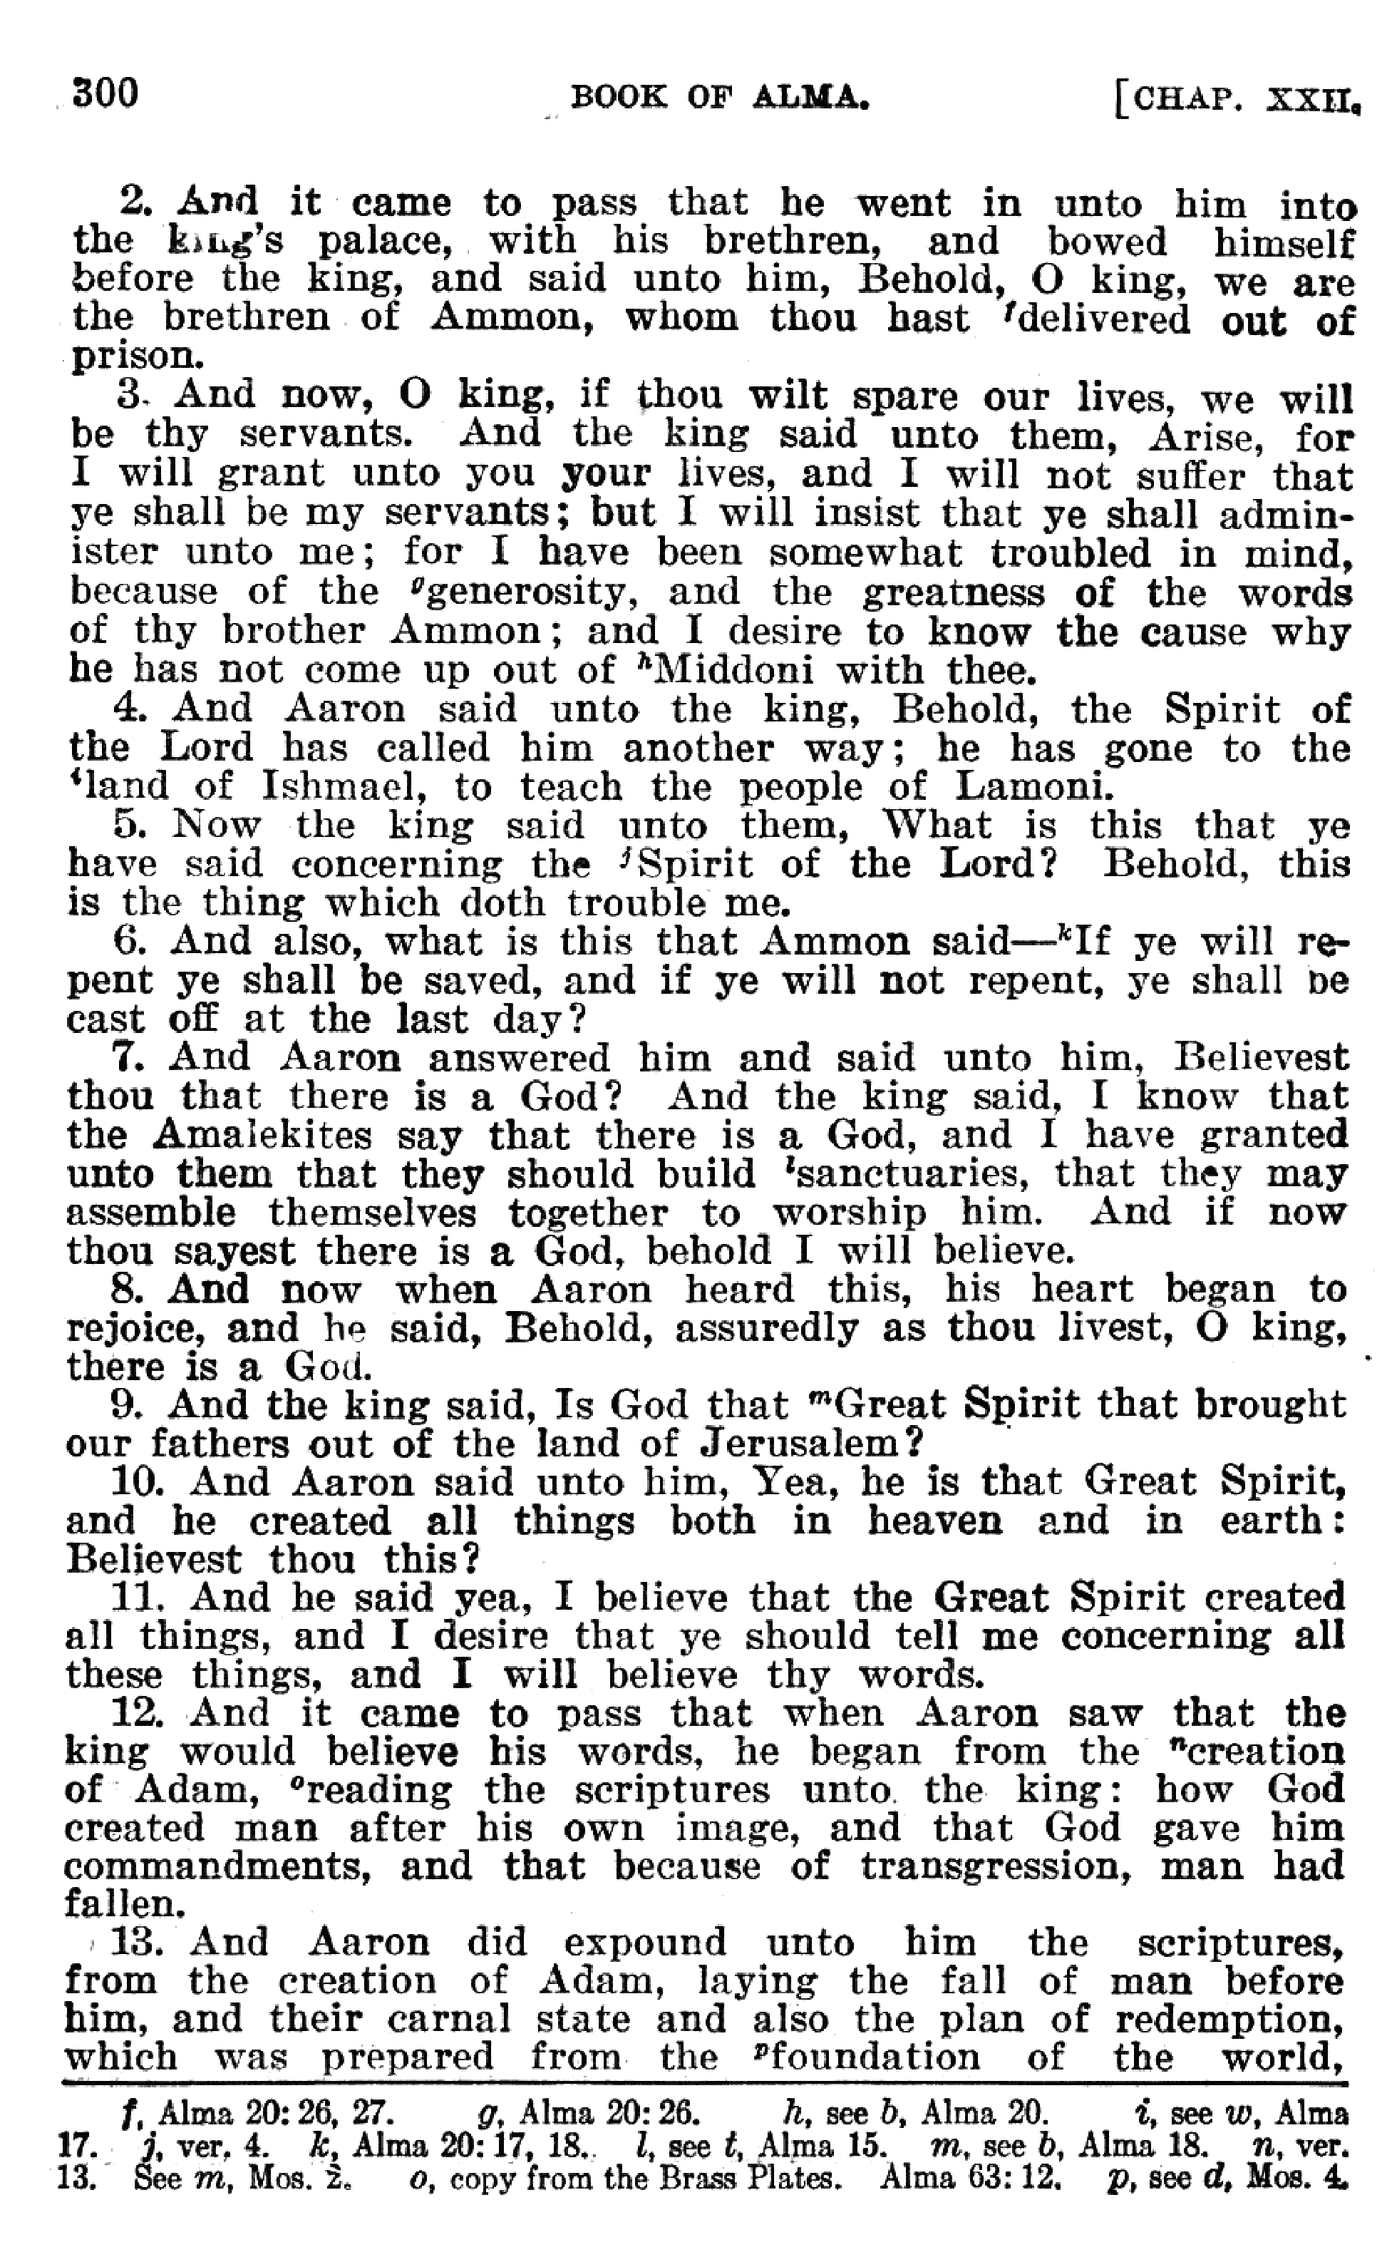 300 BOOK OF ALMA. [CHAP. XXII.
2. And it came to pass that he went in unto him into
the king's palace, with his brethren, and bowed himself
before the king, and said unto him, Behold, O king, we are
the brethren of Ammon, whom thou hast ᶠdelivered out of
prison.
3. And now, O king, if thou wilt spare our lives, we will
be thy servants. And the king said unto them, Arise, for
I will grant unto you your lives, and I will not suffer that
ye shall be my servants; but I will insist that ye shall admin-
ister unto me; for I have been somewhat troubled in mind,
because of the ᵍgenerosity, and the greatness of the words
of thy brother Ammon; and I desire to know the cause why
he has not come up out of ʰMiddoni with thee.
4. And Aaron said unto the king, Behold, the Spirit of
the Lord has called him another way; he has gone to the
ⁱland of Ishmael, to teach the people of Lamoni.
5. Now the king said unto them, What is this that ye
have said concerning the ʲSpirit of the Lord? Behold, this
is the thing which doth trouble me.
6. And also, what is this that Ammon said—ᵏIf ye will re-
pent ye shall be saved, and if ye will not repent, ye shall be
cast off at the last day?
7. And Aaron answered him and said unto him, Believest
thou that there is a God? And the king said, I know that
the Amalekites say that there is a God, and I have granted
unto them that they should build ˡsanctuaries, that they may
assemble themselves together to worship him. And if now
thou sayest there is a God, behold I will believe.
8. And now when Aaron heard this, his heart began to
rejoice, and he said, Behold, assuredly as thou livest, O king,
there is a God.
9. And the king said, Is God that ᵐGreat Spirit that brought
our fathers out of the land of Jerusalem?
10. And Aaron said unto him, Yea, he is that Great Spirit,
and he created all things both in heaven and in earth:
Believest thou this?
11. And he said yea, I believe that the Great Spirit created
all things, and I desire that ye should tell me concerning all
these things, and I will believe thy words.
12. And it came to pass that when Aaron saw that the
king would believe his words, he began from the ⁿcreation
of Adam, ᵒreading the scriptures unto the king: how God
created man after his own image, and that God gave him
commandments, and that because of transgression, man had
fallen.
13. And Aaron did expound unto him the scriptures,
from the creation of Adam, laying the fall of man before
him, and their carnal state and also the plan of redemption,
which was prepared from the ᵖfoundation of the world,
f, Alma 20: 26, 27. g, Alma 20: 26. h, see b, Alma 20. i, see w, Alma
17. j, ver. 4. k, Alma 20: 17, 18. l, see t, Alma 15. m, see b, Alma 18. n, ver.
13. See m, Mos. 2. o, copy from the Brass Plates. Alma 63: 12. p, see d, Mos. 4.